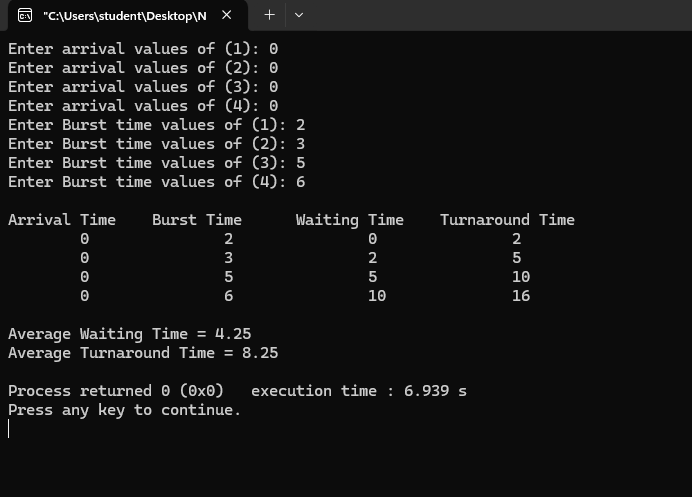 "C:\Users\student\Desktop\N
Enter arrival values of (1): 0
Enter arrival values of (2): 0
Enter arrival values of (3): 0
Enter arrival values of (4): 0
Enter Burst time values of (1): 2
Enter Burst time values of (2): 3
Enter Burst time values of (3): 5
Enter Burst time values of (4): 6
Arrival Time    Burst Time      Waiting Time    Turnaround Time
0               2               0               2
0               3               2               5
0               5               5               10
0               6               10              16
Average Waiting Time = 4.25
Average Turnaround Time = 8.25
Process returned 0 (0x0)   execution time : 6.939 s
Press any key to continue.